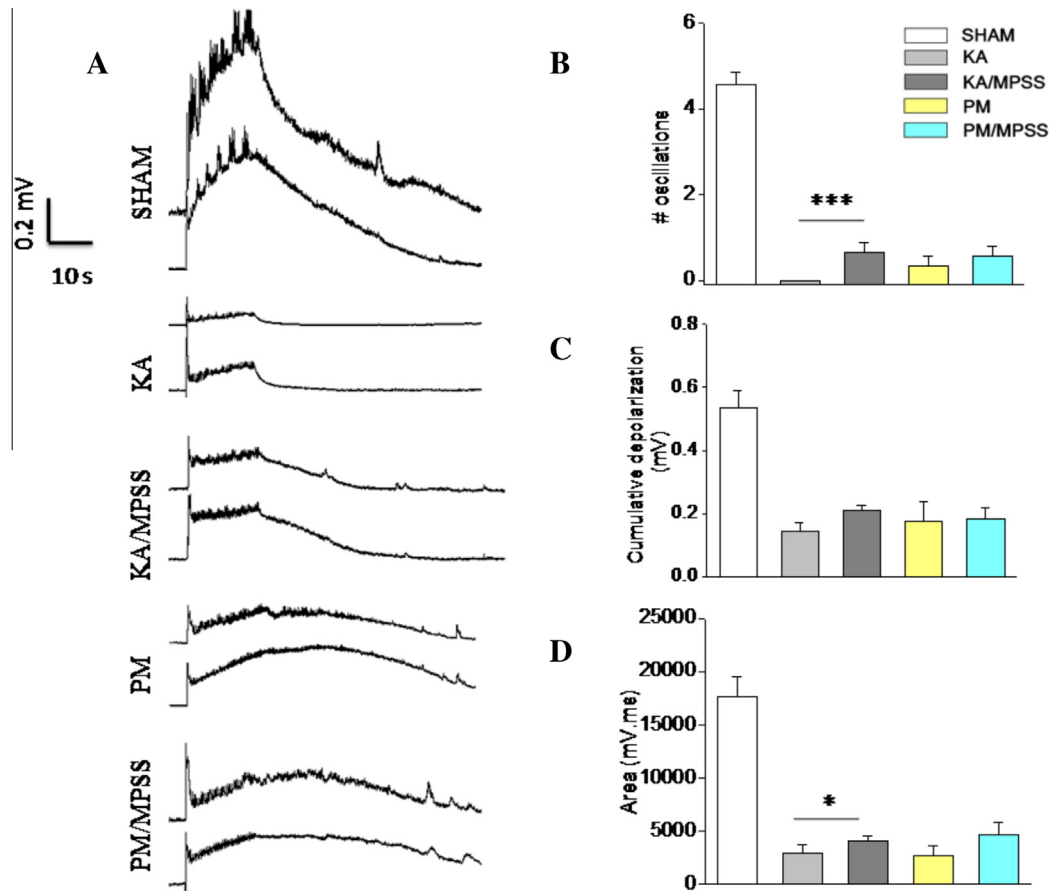 A
SHAM
0.2 mV
10s
KA
KA/MPSS
PM
PM/MPSS
B
6
4
2
0
# oscillations
***
SHAM
KA
KA/MPSS
PM
PM/MPSS
C
0.8
0.6
0.4
0.2
0.0
Cumulative depolarization
(mV)
D
25000
20000
15000
10000
5000
0
Area (mV.ms)
*